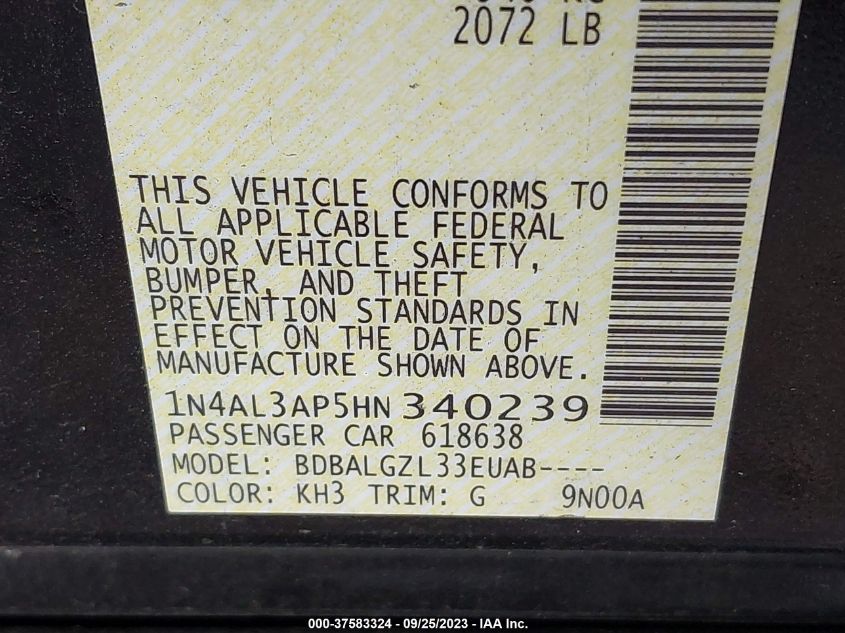 2072 LB
THIS VEHICLE CONFORMS TO
ALL APPLICABLE FEDERAL
MOTOR VEHICLE SAFETY,
BUMPER, AND THEFT
PREVENTION STANDARDS IN
EFFECT ON THE DATE OF
MANUFACTURE SHOWN ABOVE.
1N4AL3AP5HN 340239
PASSENGER CAR 618638
MODEL: BDBALGZL33EUAB----
COLOR: KH3 TRIM: G 9N00A
000-37583324 - 09/25/2023 - IAA Inc.